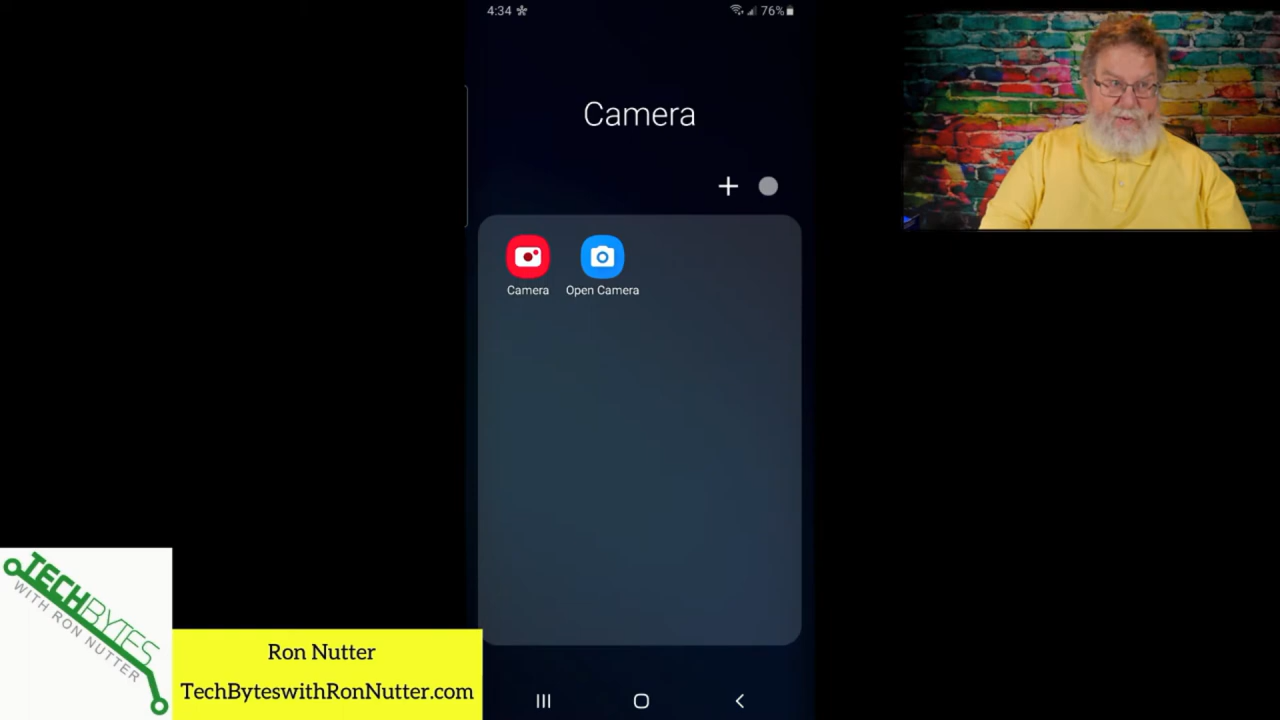 4:34
76%
Camera
Camera
Open Camera
TECHBYTES
WITH RON NUTTER
Ron Nutter
TechByteswithRonNutter.com